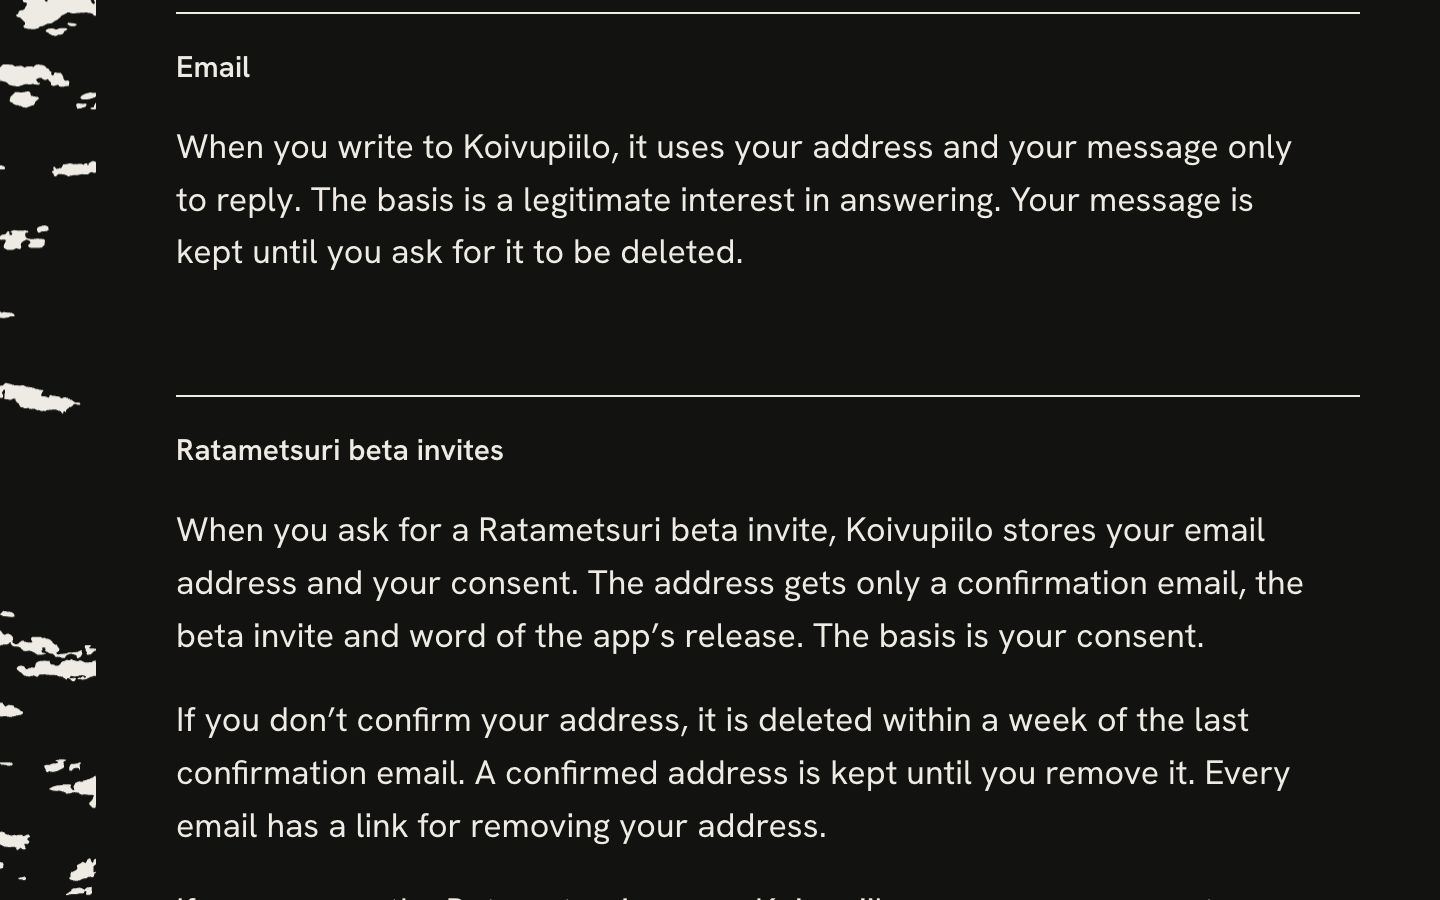 Email
When you write to Koivupiilo, it uses your address and your message only
to reply. The basis is a legitimate interest in answering. Your message is
kept until you ask for it to be deleted.
Ratametsuri beta invites
When you ask for a Ratametsuri beta invite, Koivupiilo stores your email
address and your consent. The address gets only a confirmation email, the
beta invite and word of the app’s release. The basis is your consent.
If you don’t confirm your address, it is deleted within a week of the last
confirmation email. A confirmed address is kept until you remove it. Every
email has a link for removing your address.